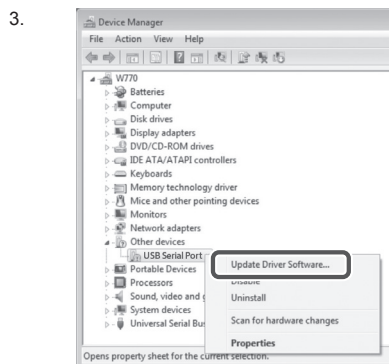 3.
Device Manager
File Action View Help
W770
Batteries
Computer
Disk drives
Display adapters
DVD/CD-ROM drives
IDE ATA/ATAPI controllers
Keyboards
Memory technology driver
Mice and other pointing devices
Monitors
Network adapters
Other devices
USB Serial Port
Portable Devices
Processors
Sound, video and g
System devices
Universal Serial Bus
Update Driver Software...
Disable
Uninstall
Scan for hardware changes
Properties
Opens property sheet for the current selection.